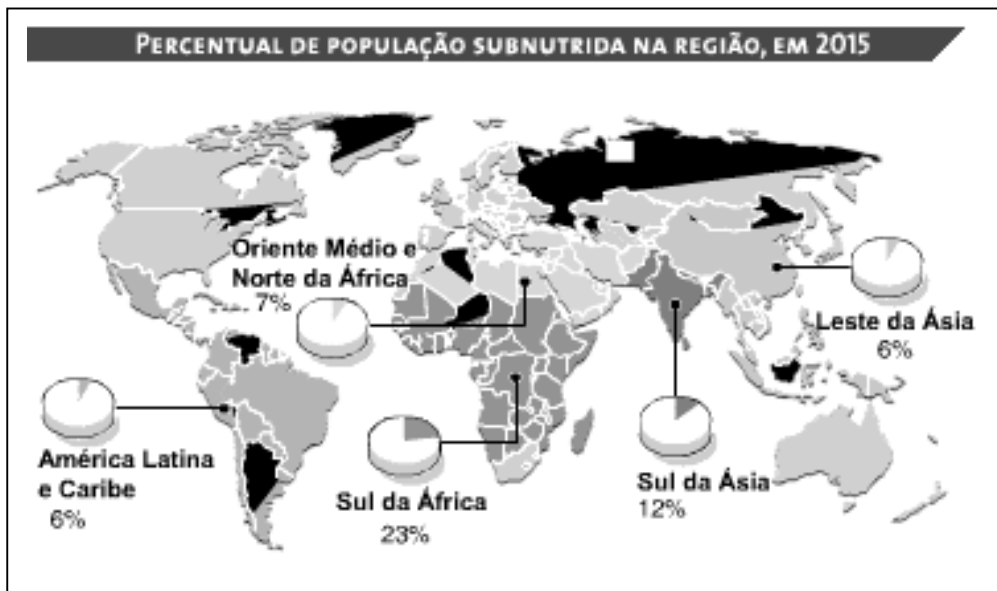 PERCENTUAL DE POPULAÇÃO SUBNUTRIDA NA REGIÃO, EM 2015
Oriente Médio e
Norte da África
7%
Leste da Ásia
6%
América Latina
e Caribe
6%
Sul da África
23%
Sul da Ásia
12%